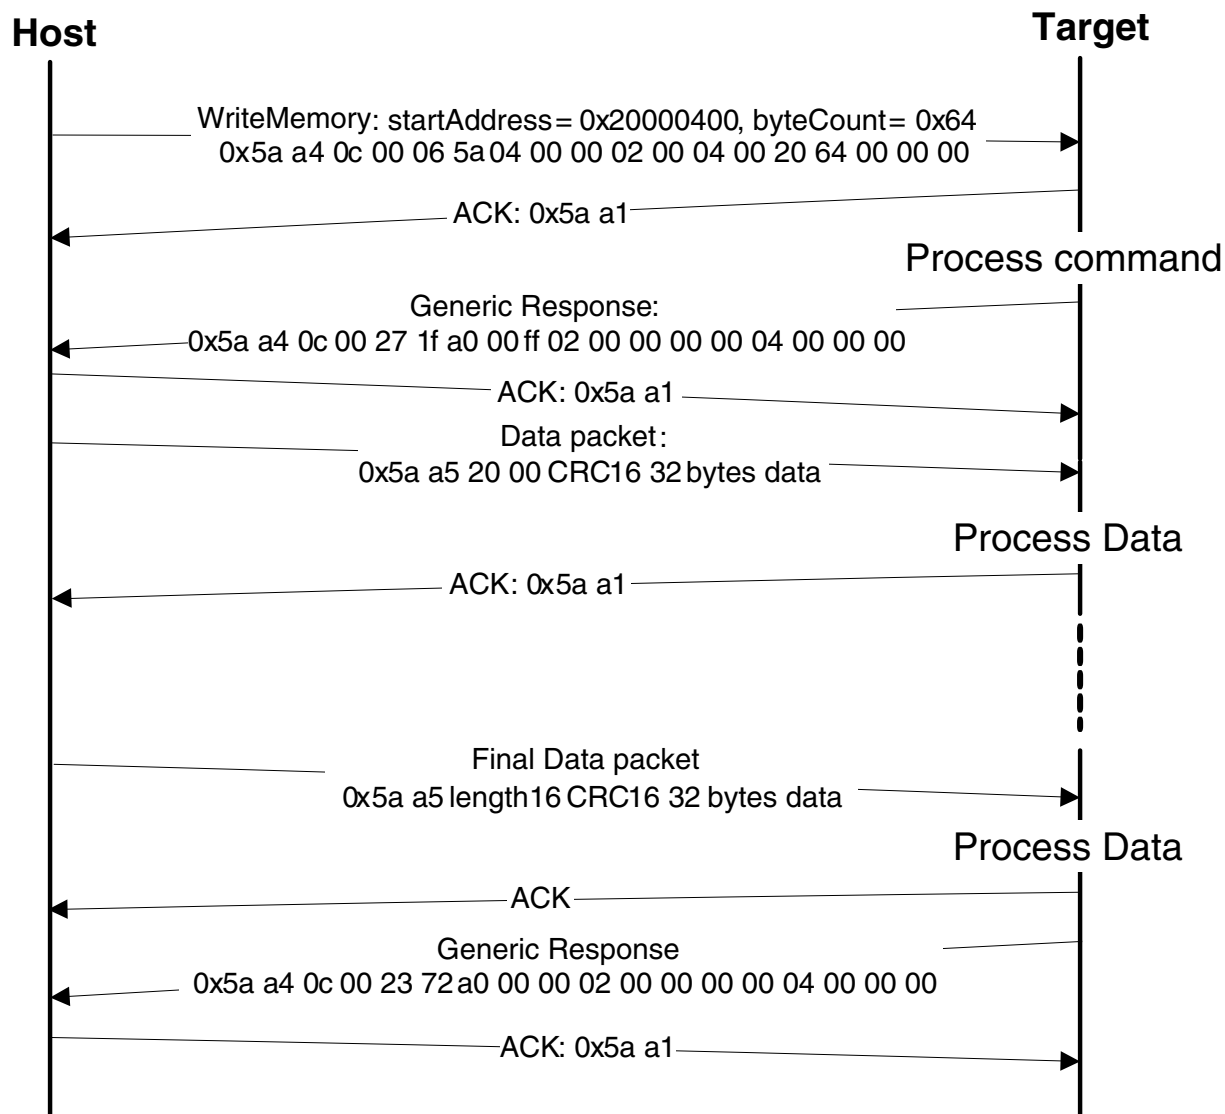 Host
Target
WriteMemory: startAddress = 0x20000400, byteCount = 0x64
0x5a a4 0c 00 06 5a 04 00 00 02 00 04 00 20 64 00 00 00
ACK: 0x5a a1
Process command
Generic Response:
0x5a a4 0c 00 27 1f a0 00 ff 02 00 00 00 00 04 00 00 00
ACK: 0x5a a1
Data packet:
0x5a a5 20 00 CRC16 32 bytes data
Process Data
ACK: 0x5a a1
Final Data packet
0x5a a5 length16 CRC16 32 bytes data
Process Data
ACK
Generic Response
0x5a a4 0c 00 23 72 a0 00 00 02 00 00 00 00 04 00 00 00
ACK: 0x5a a1